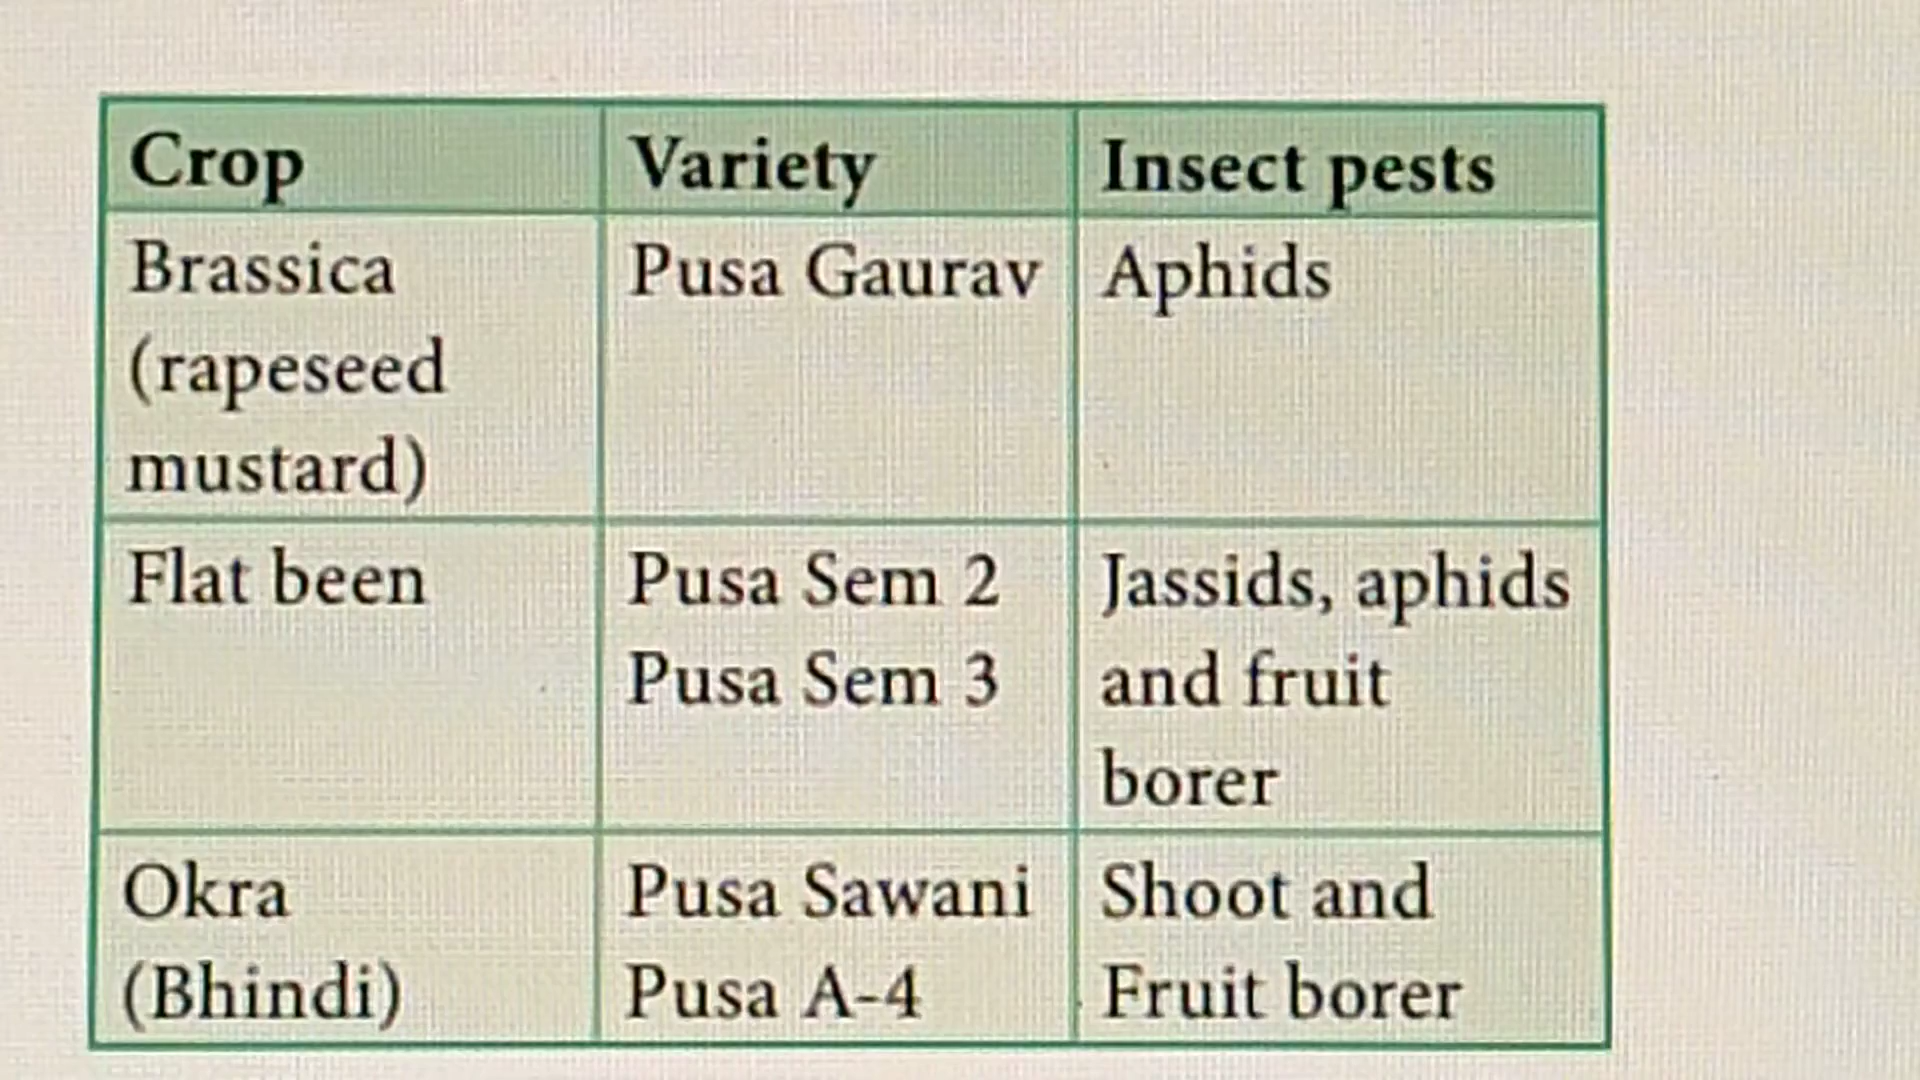 Crop Variety Insect pests
Brassica Pusa Gaurav Aphids
(rapeseed
mustard)
Flat been Pusa Sem 2 Jassids, aphids
Pusa Sem 3 and fruit
borer
Okra Pusa Sawani Shoot and
(Bhindi) Pusa A-4 Fruit borer